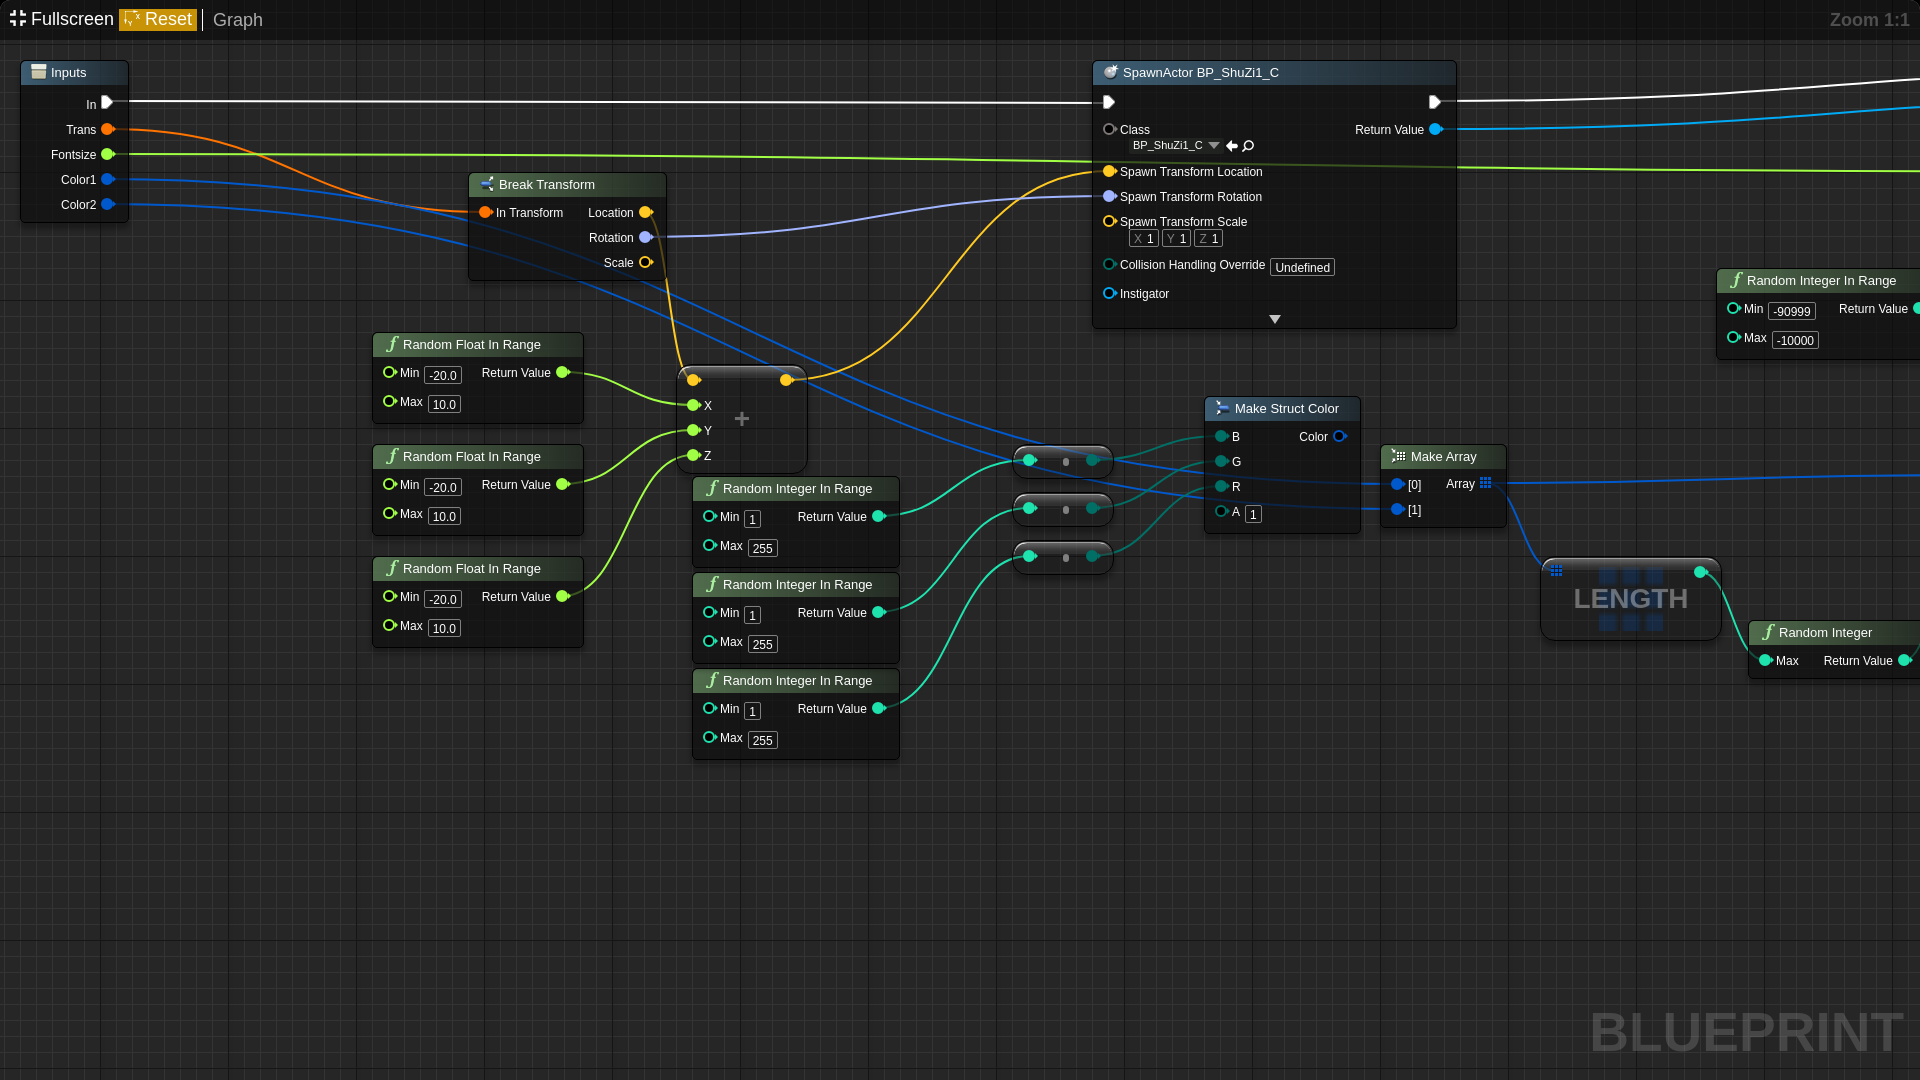 Fullscreen Reset Graph
Zoom 1:1
Inputs
In
Trans
Fontsize
Color1
Color2
Break Transform
In Transform Location
Rotation
Scale
SpawnActor BP_ShuZi1_C
Class
BP_ShuZi1_C
Return Value
Spawn Transform Location
Spawn Transform Rotation
Spawn Transform Scale
X 1 Y 1 Z 1
Collision Handling Override Undefined
Instigator
Random Integer In Range
Min -90999 Return Value
Max -10000
Random Float In Range
Min -20.0 Return Value
Max 10.0
Random Float In Range
Min -20.0 Return Value
Max 10.0
Random Float In Range
Min -20.0 Return Value
Max 10.0
X
+
Y
Z
Random Integer In Range
Min 1 Return Value
Max 255
Random Integer In Range
Min 1 Return Value
Max 255
Random Integer In Range
Min 1 Return Value
Max 255
Make Struct Color
B Color
G
R
A 1
Make Array
[0] Array
[1]
LENGTH
Random Integer
Max Return Value
BLUEPRINT